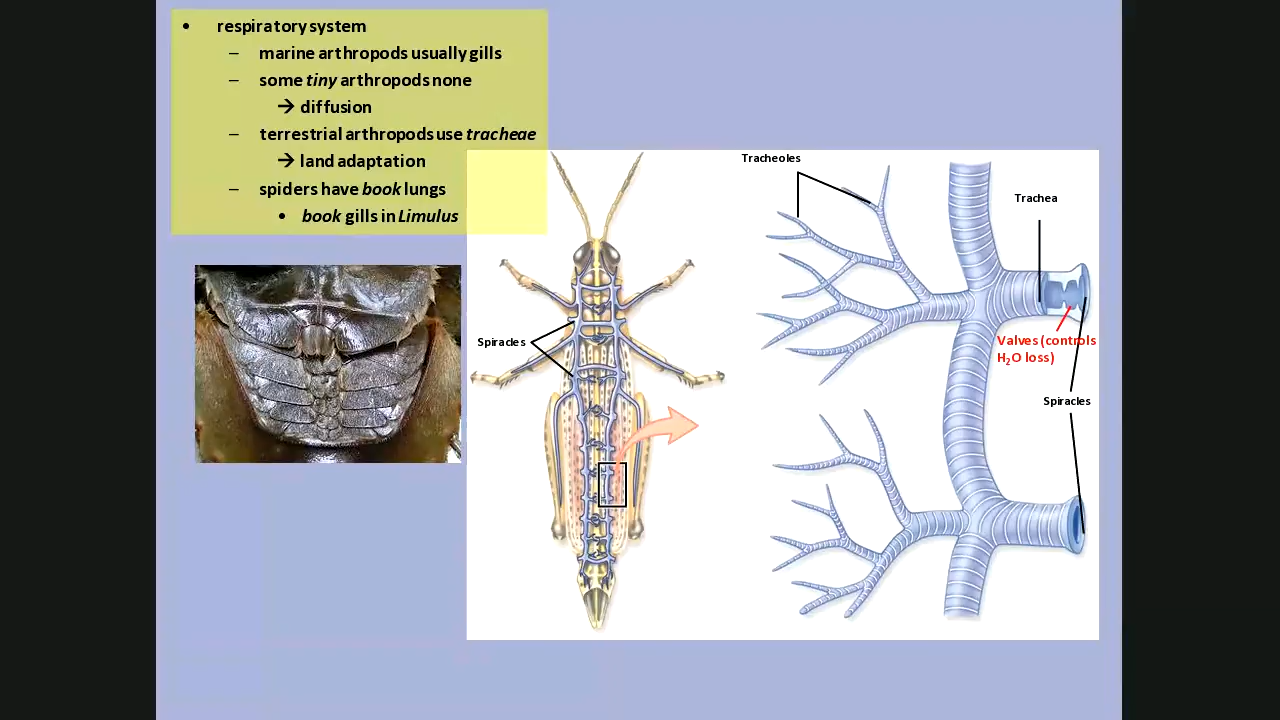 • respiratory system
– marine arthropods usually gills
– some tiny arthropods none
→ diffusion
– terrestrial arthropods use tracheae
→ land adaptation
– spiders have book lungs
• book gills in Limulus
Tracheoles
Trachea
Spiracles
Valves (controls
H₂O loss)
Spiracles